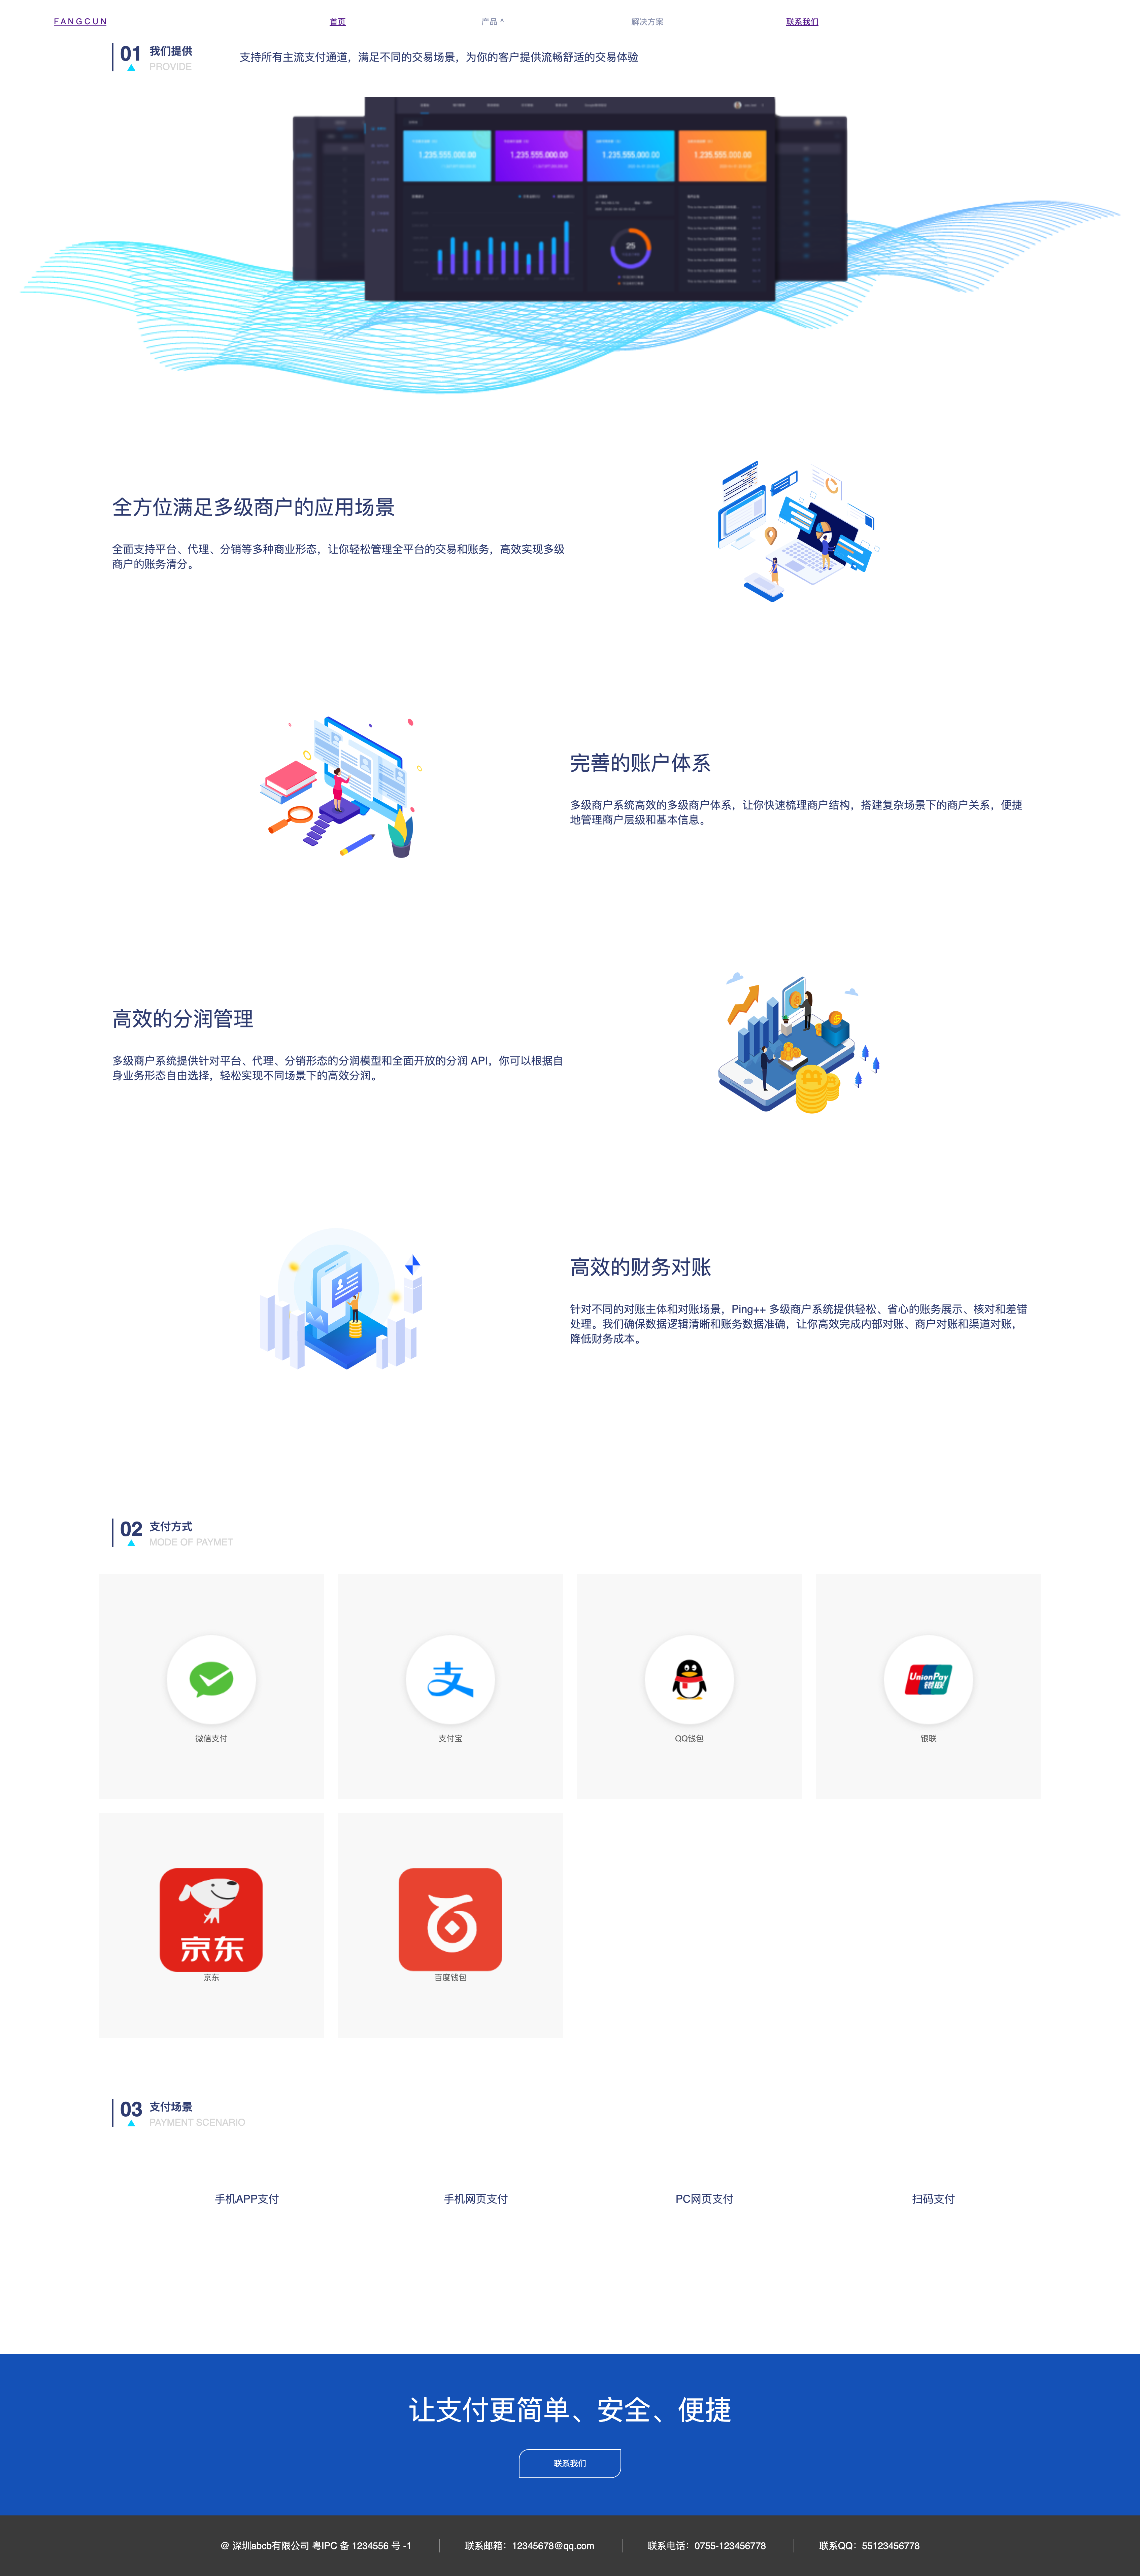 FANGCUN 首页 产品 ^ 解决方案 联系我们
01 我们提供
PROVIDE
支持所有主流支付通道，满足不同的交易场景，为你的客户提供流畅舒适的交易体验
1.235.555.000.00 1.235.555.000.00 1.235.555.000.00 1.235.555.000.00
25
全方位满足多级商户的应用场景
全面支持平台、代理、分销等多种商业形态，让你轻松管理全平台的交易和账务，高效实现多级
商户的账务清分。
完善的账户体系
多级商户系统高效的多级商户体系，让你快速梳理商户结构，搭建复杂场景下的商户关系，便捷
地管理商户层级和基本信息。
高效的分润管理
多级商户系统提供针对平台、代理、分销形态的分润模型和全面开放的分润 API，你可以根据自
身业务形态自由选择，轻松实现不同场景下的高效分润。
高效的财务对账
针对不同的对账主体和对账场景，Ping++ 多级商户系统提供轻松、省心的账务展示、核对和差错
处理。我们确保数据逻辑清晰和账务数据准确，让你高效完成内部对账、商户对账和渠道对账，
降低财务成本。
02 支付方式
MODE OF PAYMET
支
UnionPay
银联
微信支付 支付宝 QQ钱包 银联
京东
京东 百度钱包
03 支付场景
PAYMENT SCENARIO
手机APP支付 手机网页支付 PC网页支付 扫码支付
让支付更简单、安全、便捷
联系我们
@ 深圳abcb有限公司 粤IPC 备 1234556 号 -1 联系邮箱：12345678@qq.com 联系电话：0755-123456778 联系QQ：55123456778